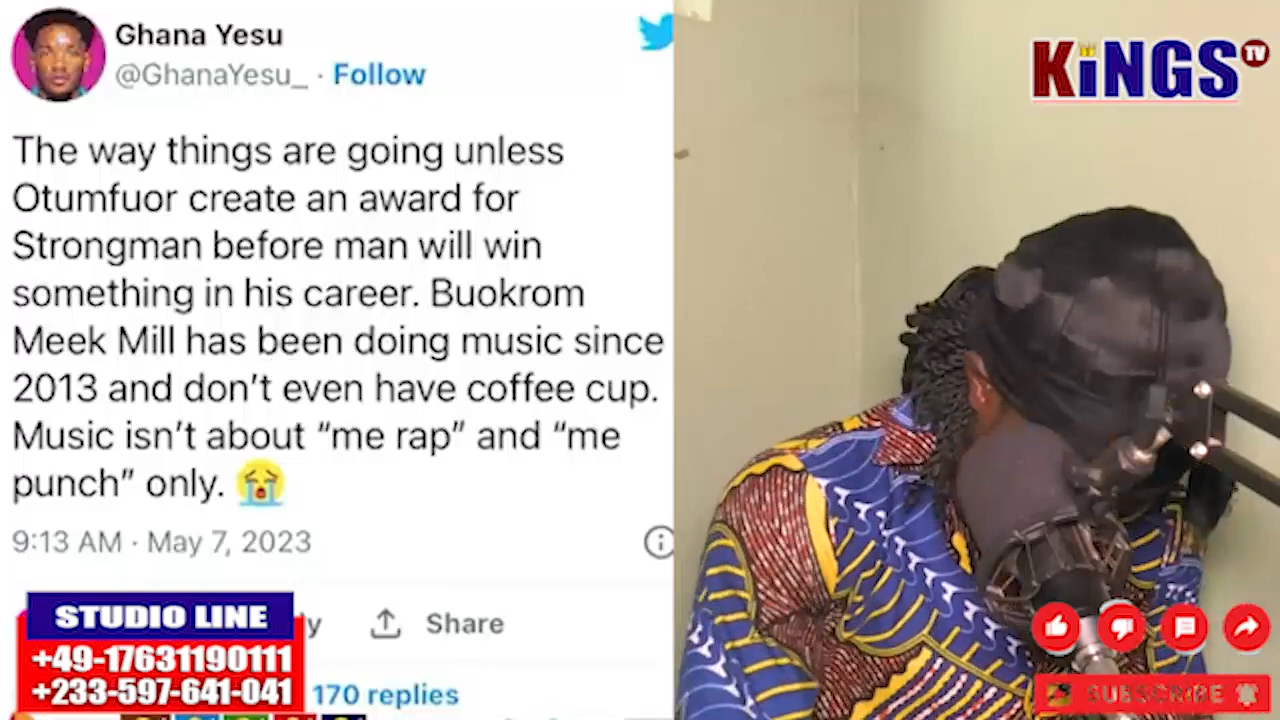 Ghana Yesu
@GhanaYesu_ · Follow
The way things are going unless
Otumfuor create an award for
Strongman before man will win
something in his career. Buokrom
Meek Mill has been doing music since
2013 and don’t even have coffee cup.
Music isn’t about “me rap” and “me
punch” only. 😭
9:13 AM · May 7, 2023
Share
170 replies
STUDIO LINE
+49-17631190111
+233-597-641-041
KiNGS TV
SUBSCRIBE